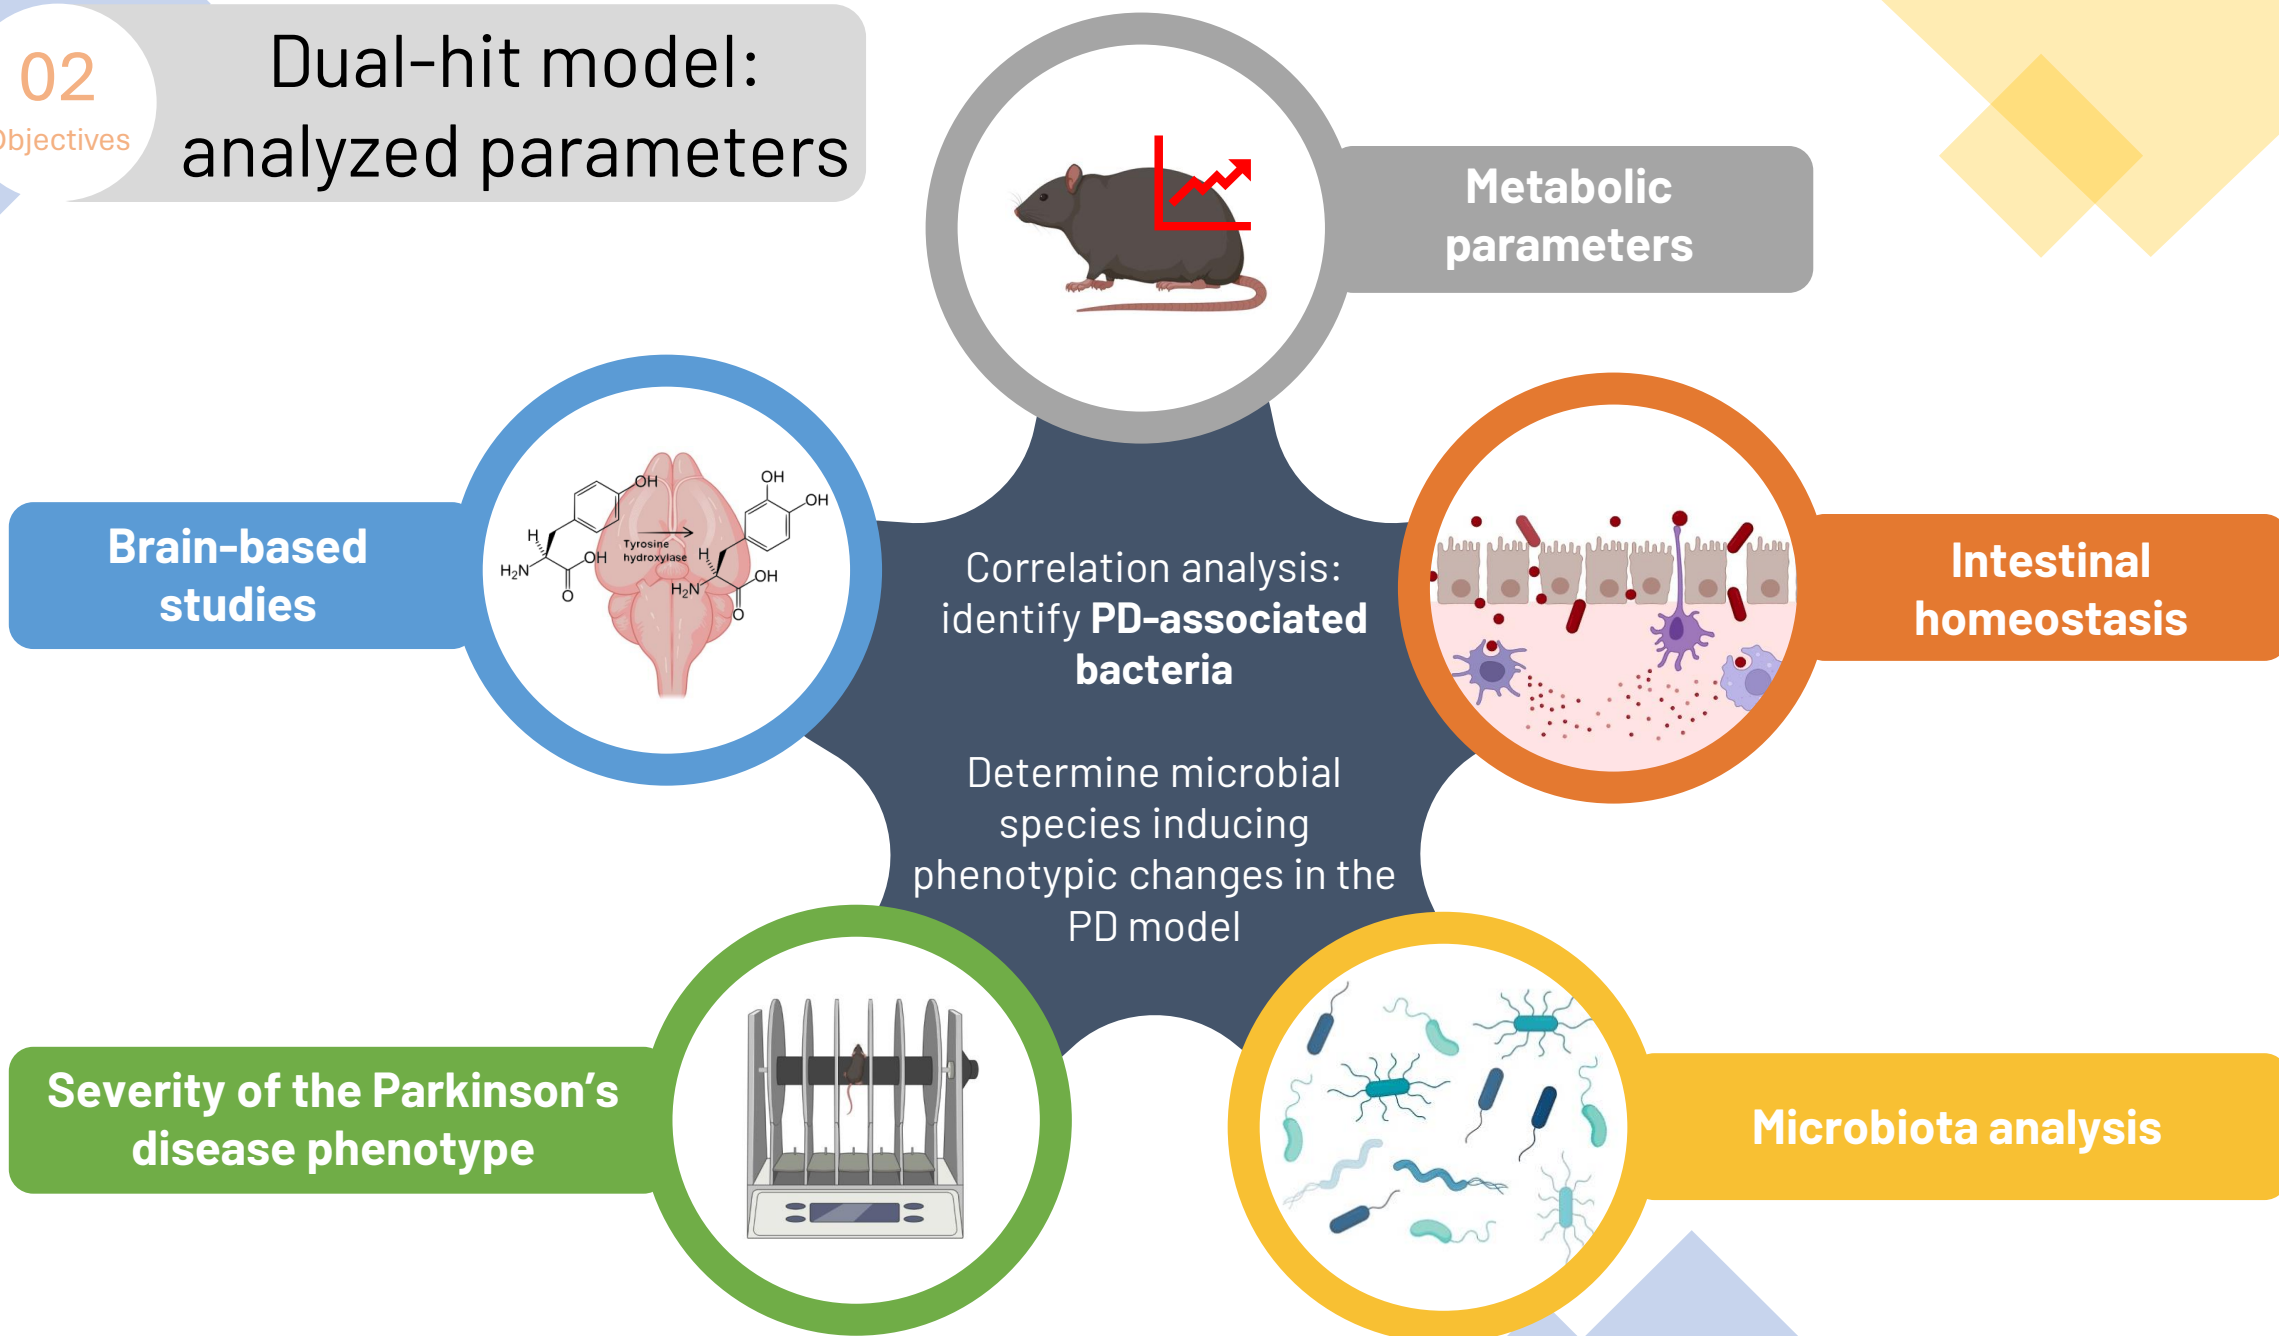 02
Objectives
Dual-hit model:
analyzed parameters
Metabolic
parameters
Brain-based
studies
OH
H
H₂N
OH
O
Tyrosine
hydroxylase
OH
OH
H
H₂N
OH
O
Intestinal
homeostasis
Correlation analysis:
identify PD-associated
bacteria
Determine microbial
species inducing
phenotypic changes in the
PD model
Severity of the Parkinson's
disease phenotype
Microbiota analysis